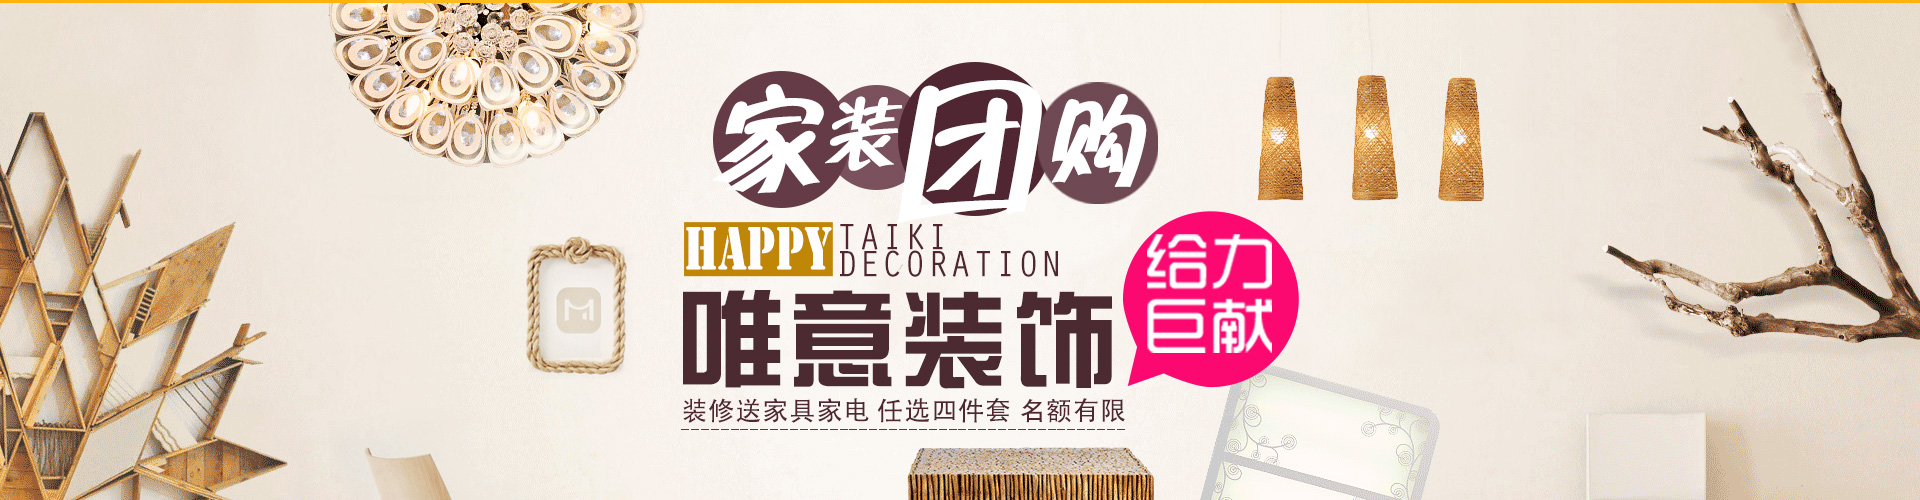 家装团购
HAPPY TAIKI
DECORATION
唯意装饰
给力
巨献
装修送家具家电 任选四件套 名额有限